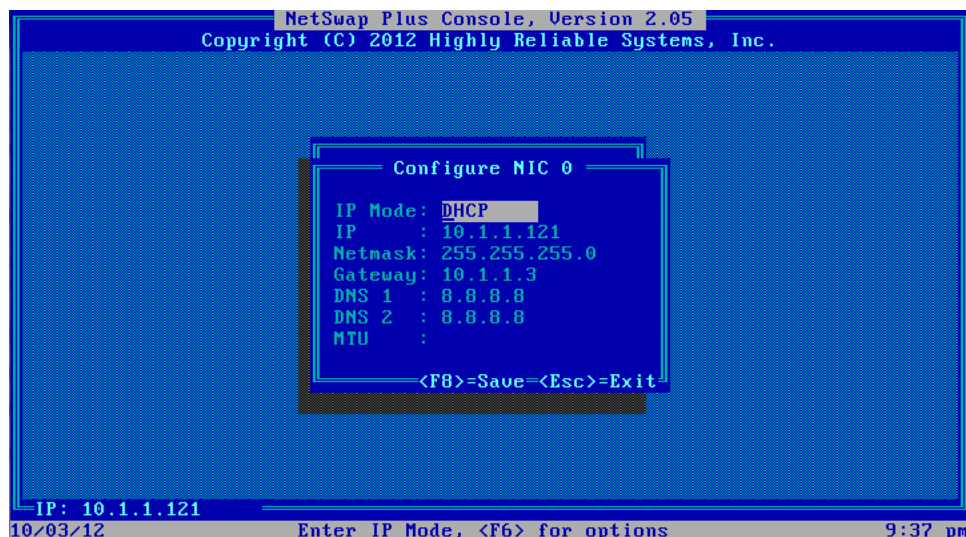 NetSwap Plus Console, Version 2.05
Copyright (C) 2012 Highly Reliable Systems, Inc.
Configure NIC 0
IP Mode: DHCP
IP : 10.1.1.121
Netmask: 255.255.255.0
Gateway: 10.1.1.3
DNS 1 : 8.8.8.8
DNS 2 : 8.8.8.8
MTU :
<F8>=Save=<Esc>=Exit
IP: 10.1.1.121
10/03/12 Enter IP Mode, <F6> for options 9:37 pm